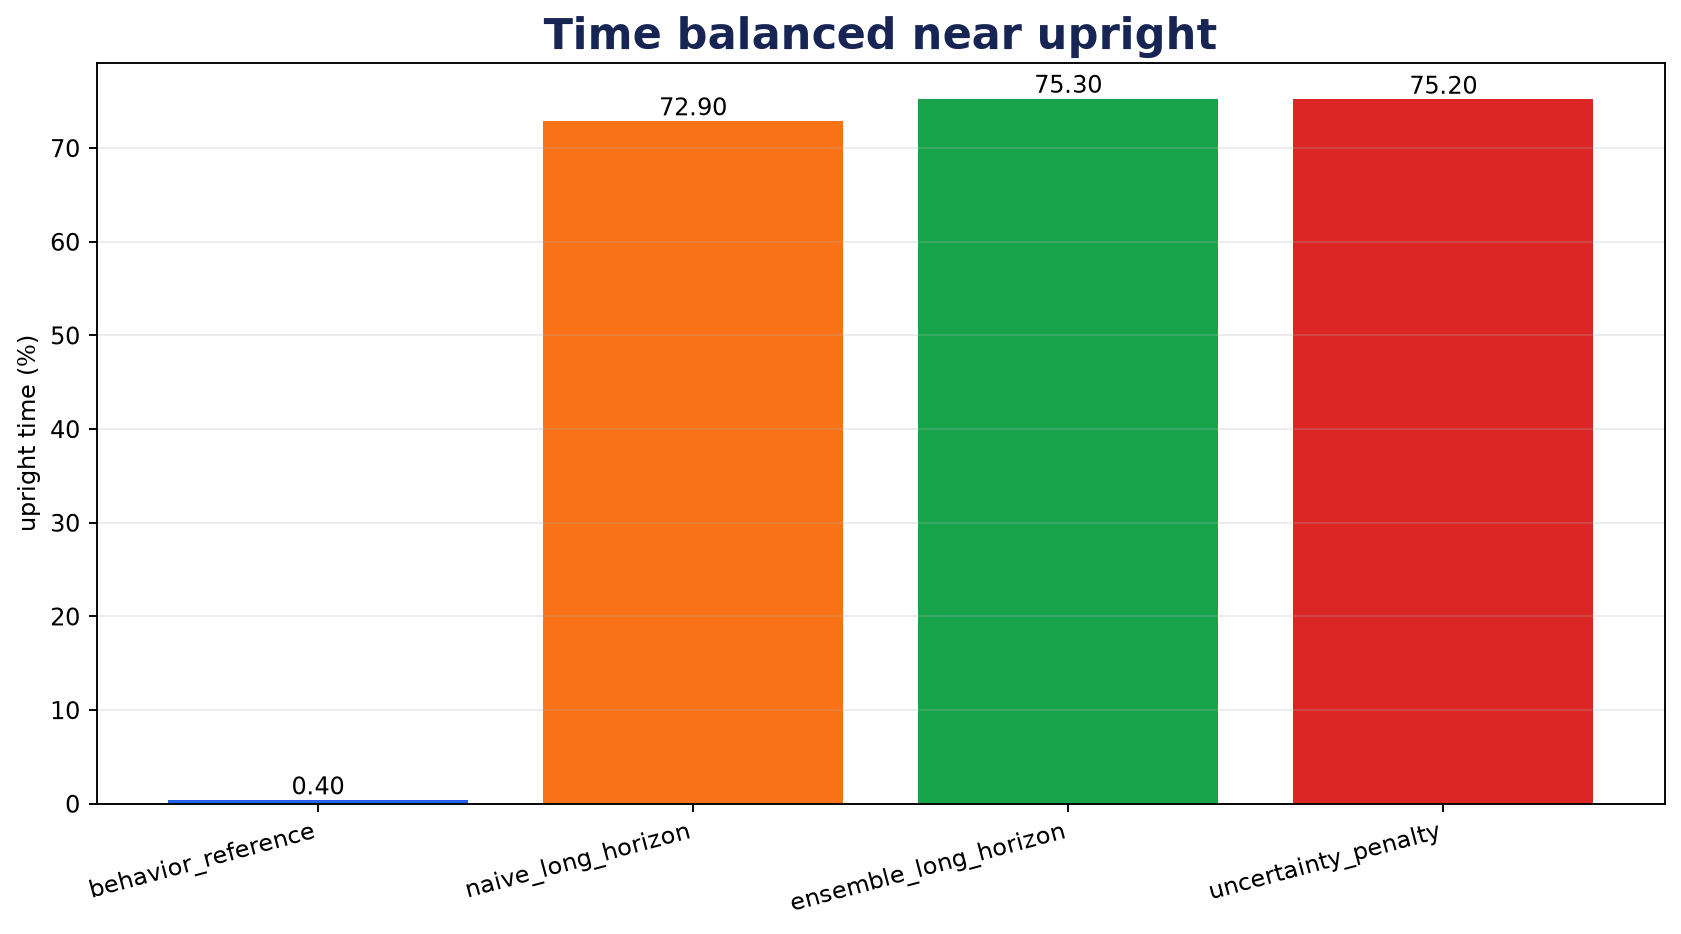 Time balanced near upright
upright time (%)
70
60
50
40
30
20
10
0
0.40
72.90
75.30
75.20
behavior_reference
naive_long_horizon
ensemble_long_horizon
uncertainty_penalty